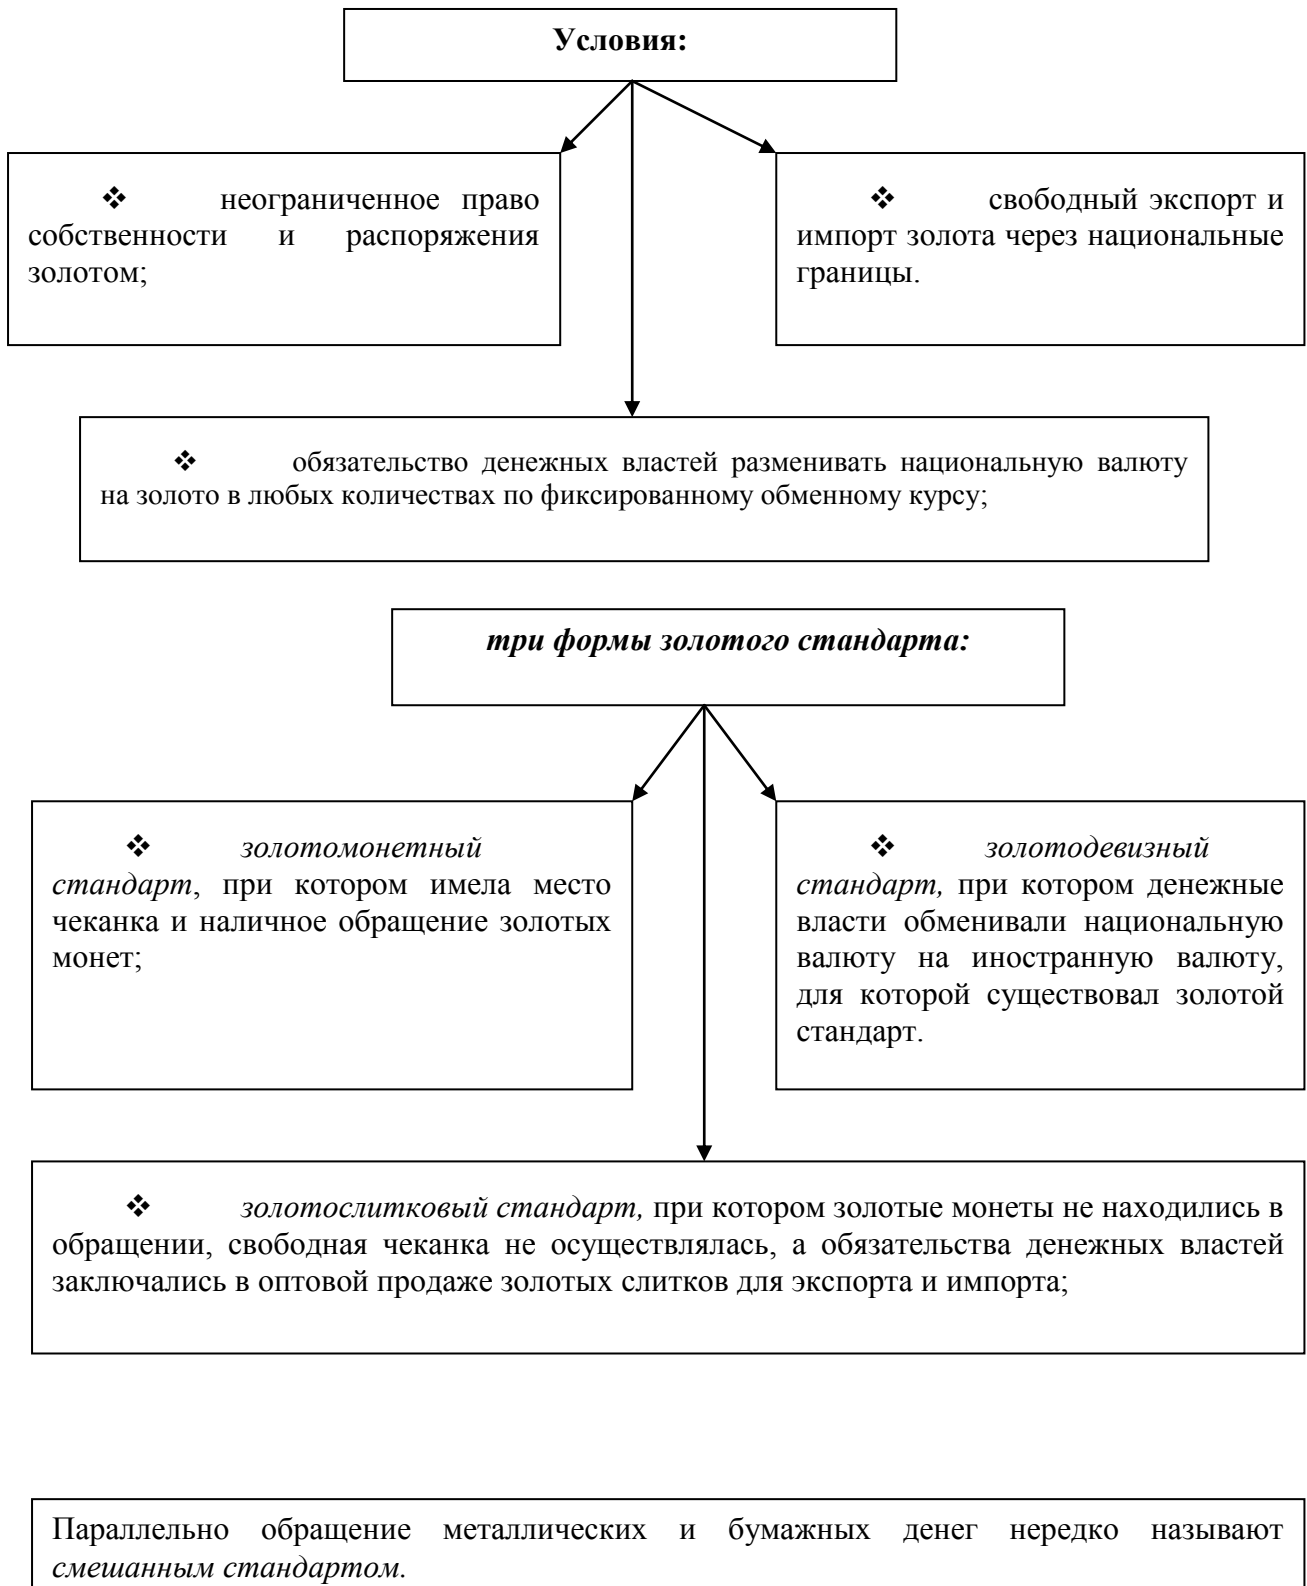 Условия:
❖ неограниченное право
собственности и распоряжения
золотом;
❖ свободный экспорт и
импорт золота через национальные
границы.
❖ обязательство денежных властей разменивать национальную валюту
на золото в любых количествах по фиксированному обменному курсу;
три формы золотого стандарта:
❖ золотомонетный
стандарт, при котором имела место
чеканка и наличное обращение золотых
монет;
❖ золотодевизный
стандарт, при котором денежные
власти обменивали национальную
валюту на иностранную валюту,
для которой существовал золотой
стандарт.
❖ золотослитковый стандарт, при котором золотые монеты не находились в
обращении, свободная чеканка не осуществлялась, а обязательства денежных властей
заключались в оптовой продаже золотых слитков для экспорта и импорта;
Параллельно обращение металлических и бумажных денег нередко называют
смешанным стандартом.